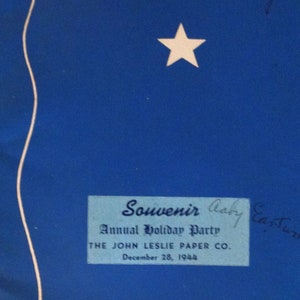 Souvenir
Annual Holiday Party
THE JOHN LESLIE PAPER CO.
December 28, 1944